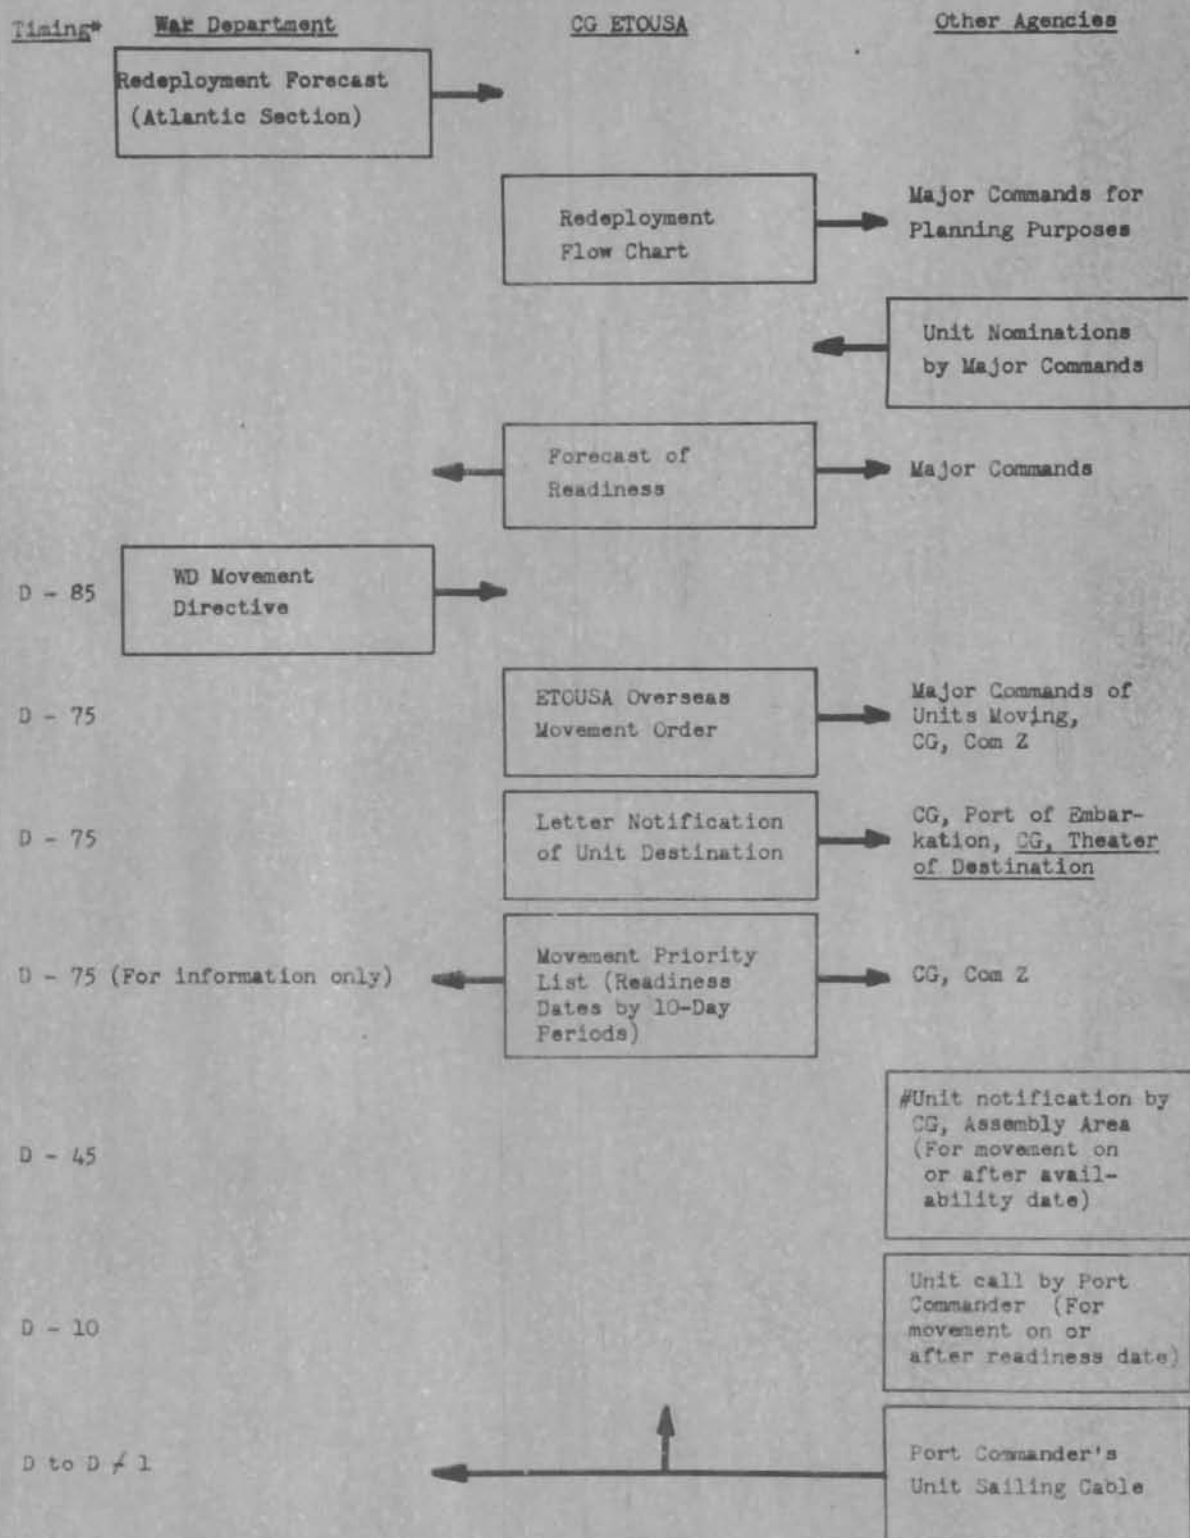 Timing* War Department CG ETOUSA Other Agencies
Redeployment Forecast
(Atlantic Section)
Redeployment
Flow Chart
Major Commands for
Planning Purposes
Unit Nominations
by Major Commands
Forecast of
Readiness
Major Commands
D - 85
WD Movement
Directive
D - 75
ETOUSA Overseas
Movement Order
Major Commands of
Units Moving,
CG, Com Z
D - 75
Letter Notification
of Unit Destination
CG, Port of Embar-
kation, CG, Theater
of Destination
D - 75 (For information only)
Movement Priority
List (Readiness
Dates by 10-Day
Periods)
CG, Com Z
D - 45
#Unit notification by
CG, Assembly Area
(For movement on
or after avail-
ability date)
D - 10
Unit call by Port
Commander (For
movement on or
after readiness date)
D to D ≠ 1
Port Commander's
Unit Sailing Cable